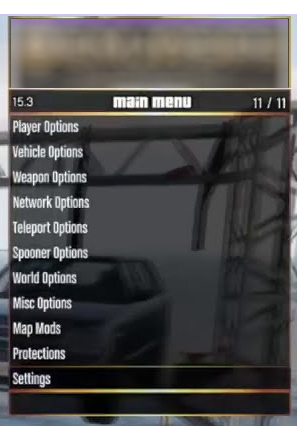 15.3 main menu 11 / 11
Player Options
Vehicle Options
Weapon Options
Network Options
Teleport Options
Spooner Options
World Options
Misc Options
Map Mods
Protections
Settings